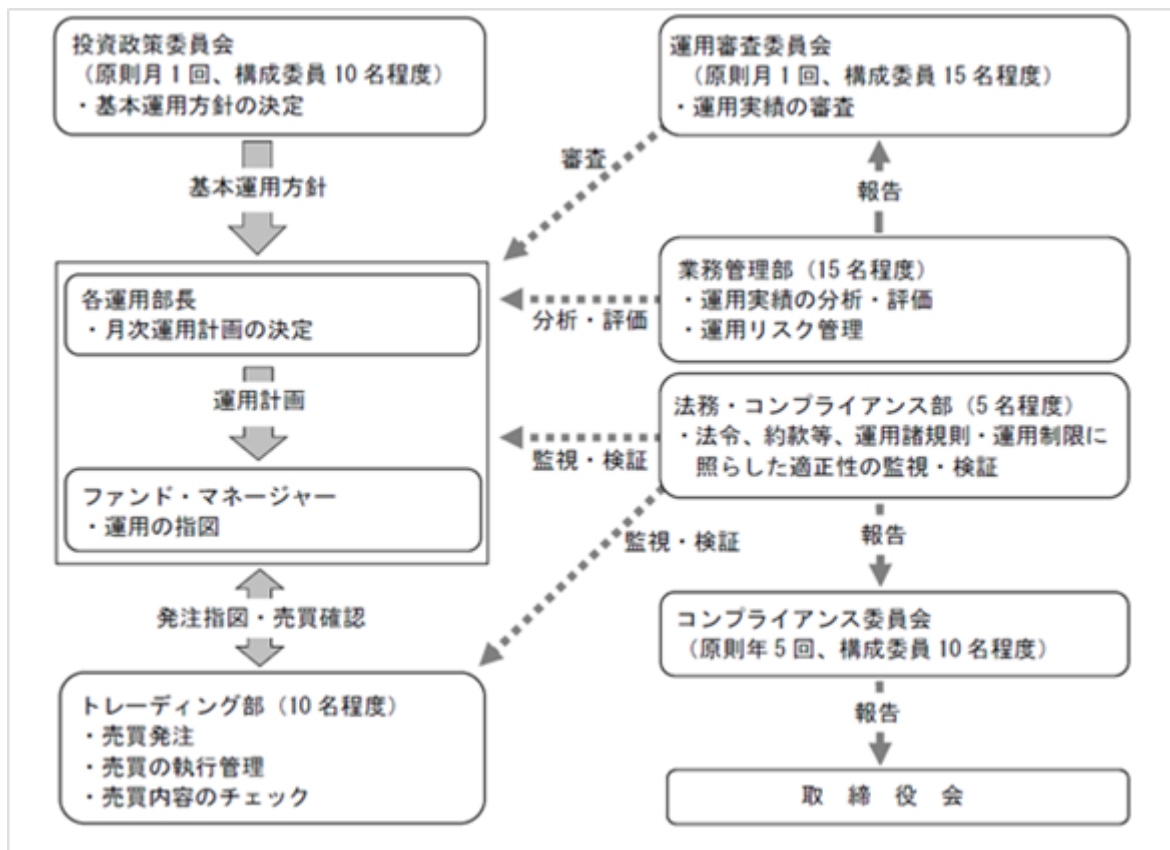 投資政策委員会
（原則月1回、構成委員10名程度）
・基本運用方針の決定
基本運用方針
各運用部長
・月次運用計画の決定
運用計画
ファンド・マネージャー
・運用の指図
発注指図・売買確認
トレーディング部（10名程度）
・売買発注
・売買の執行管理
・売買内容のチェック
運用審査委員会
（原則月1回、構成委員15名程度）
・運用実績の審査
審査
報告
業務管理部（15名程度）
・運用実績の分析・評価
・運用リスク管理
分析・評価
法務・コンプライアンス部（5名程度）
・法令、約款等、運用諸規則・運用制限に
照らした適正性の監視・検証
監視・検証
監視・検証
報告
コンプライアンス委員会
（原則年5回、構成委員10名程度）
報告
取締役会